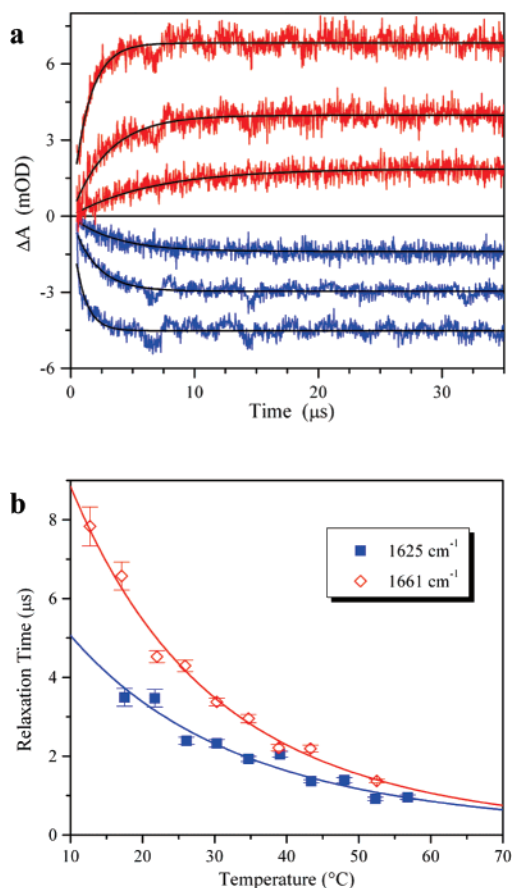 a
6
3
0
-3
-6
ΔA (mOD)
0 10 20 30
Time (μs)
b
8
6
4
2
0
Relaxation Time (μs)
1625 cm⁻¹
1661 cm⁻¹
10 20 30 40 50 60 70
Temperature (°C)